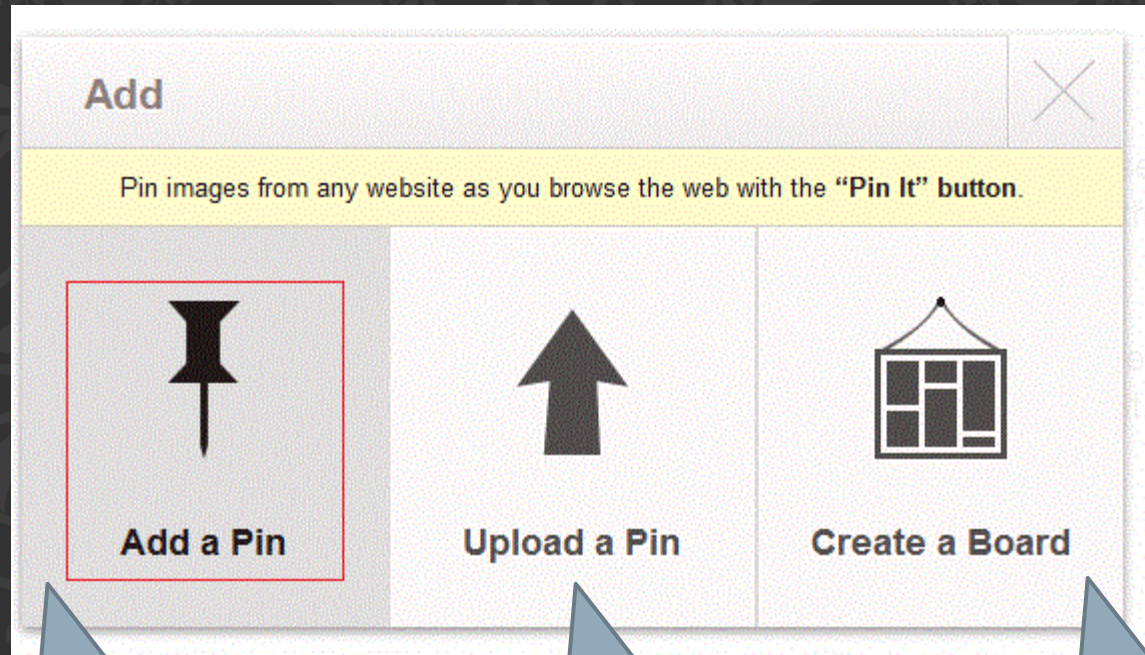 Add
Pin images from any website as you browse the web with the “Pin It” button.
Add a Pin
Upload a Pin
Create a Board